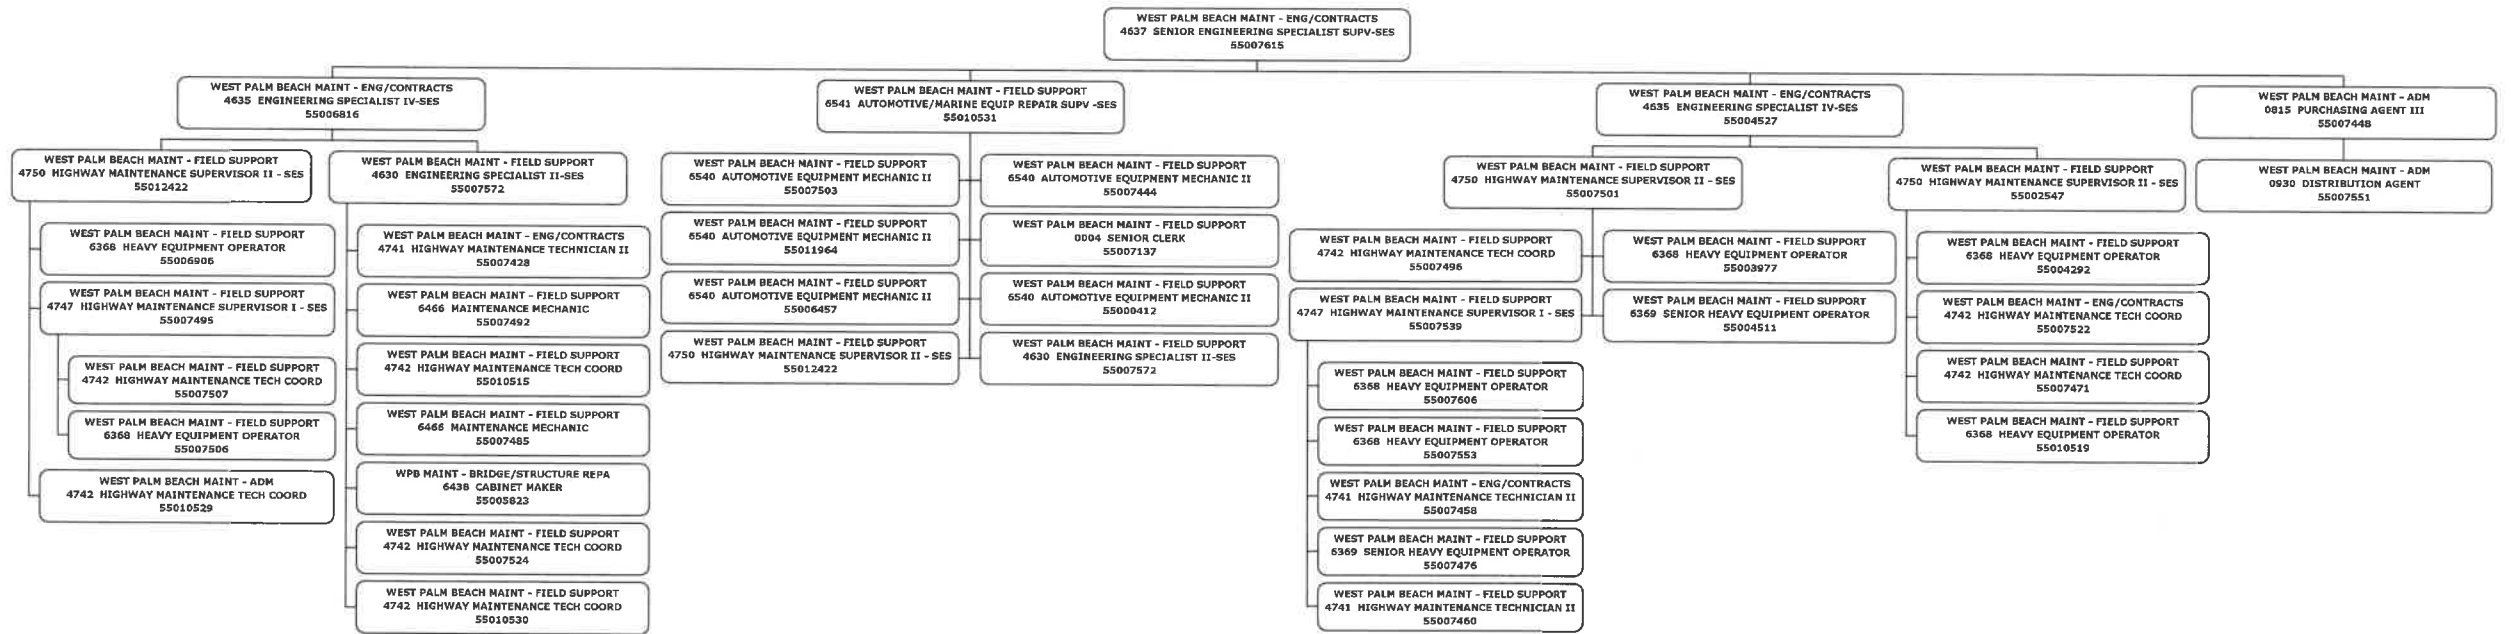 WEST PALM BEACH MAINT - ENG/CONTRACTS
4637 SENIOR ENGINEERING SPECIALIST SUPV-SES
55007615
WEST PALM BEACH MAINT - ENG/CONTRACTS
4635 ENGINEERING SPECIALIST IV-SES
55006816
WEST PALM BEACH MAINT - FIELD SUPPORT
6541 AUTOMOTIVE/MARINE EQUIP REPAIR SUPV -SES
55010531
WEST PALM BEACH MAINT - ENG/CONTRACTS
4635 ENGINEERING SPECIALIST IV-SES
55004527
WEST PALM BEACH MAINT - ADM
0815 PURCHASING AGENT III
55007448
WEST PALM BEACH MAINT - FIELD SUPPORT
4750 HIGHWAY MAINTENANCE SUPERVISOR II - SES
55012422
WEST PALM BEACH MAINT - FIELD SUPPORT
6368 HEAVY EQUIPMENT OPERATOR
55006906
WEST PALM BEACH MAINT - FIELD SUPPORT
4747 HIGHWAY MAINTENANCE SUPERVISOR I - SES
55007495
WEST PALM BEACH MAINT - FIELD SUPPORT
4742 HIGHWAY MAINTENANCE TECH COORD
55007507
WEST PALM BEACH MAINT - FIELD SUPPORT
6368 HEAVY EQUIPMENT OPERATOR
55007506
WEST PALM BEACH MAINT - ADM
4742 HIGHWAY MAINTENANCE TECH COORD
55010529
WEST PALM BEACH MAINT - FIELD SUPPORT
4630 ENGINEERING SPECIALIST II-SES
55007572
WEST PALM BEACH MAINT - ENG/CONTRACTS
4741 HIGHWAY MAINTENANCE TECHNICIAN II
55007428
WEST PALM BEACH MAINT - FIELD SUPPORT
6466 MAINTENANCE MECHANIC
55007492
WEST PALM BEACH MAINT - FIELD SUPPORT
4742 HIGHWAY MAINTENANCE TECH COORD
55010515
WEST PALM BEACH MAINT - FIELD SUPPORT
6466 MAINTENANCE MECHANIC
55007485
WPB MAINT - BRIDGE/STRUCTURE REPA
6438 CABINET MAKER
55005823
WEST PALM BEACH MAINT - FIELD SUPPORT
4742 HIGHWAY MAINTENANCE TECH COORD
55007524
WEST PALM BEACH MAINT - FIELD SUPPORT
4742 HIGHWAY MAINTENANCE TECH COORD
55010530
WEST PALM BEACH MAINT - FIELD SUPPORT
6540 AUTOMOTIVE EQUIPMENT MECHANIC II
55007503
WEST PALM BEACH MAINT - FIELD SUPPORT
6540 AUTOMOTIVE EQUIPMENT MECHANIC II
55007444
WEST PALM BEACH MAINT - FIELD SUPPORT
6540 AUTOMOTIVE EQUIPMENT MECHANIC II
55011964
WEST PALM BEACH MAINT - FIELD SUPPORT
0004 SENIOR CLERK
55007137
WEST PALM BEACH MAINT - FIELD SUPPORT
6540 AUTOMOTIVE EQUIPMENT MECHANIC II
55006457
WEST PALM BEACH MAINT - FIELD SUPPORT
6540 AUTOMOTIVE EQUIPMENT MECHANIC II
55000412
WEST PALM BEACH MAINT - FIELD SUPPORT
4750 HIGHWAY MAINTENANCE SUPERVISOR II - SES
55012422
WEST PALM BEACH MAINT - FIELD SUPPORT
4630 ENGINEERING SPECIALIST II-SES
55007572
WEST PALM BEACH MAINT - FIELD SUPPORT
4750 HIGHWAY MAINTENANCE SUPERVISOR II - SES
55007501
WEST PALM BEACH MAINT - FIELD SUPPORT
4742 HIGHWAY MAINTENANCE TECH COORD
55007496
WEST PALM BEACH MAINT - FIELD SUPPORT
6368 HEAVY EQUIPMENT OPERATOR
55003977
WEST PALM BEACH MAINT - FIELD SUPPORT
4747 HIGHWAY MAINTENANCE SUPERVISOR I - SES
55007539
WEST PALM BEACH MAINT - FIELD SUPPORT
6369 SENIOR HEAVY EQUIPMENT OPERATOR
55004511
WEST PALM BEACH MAINT - FIELD SUPPORT
6368 HEAVY EQUIPMENT OPERATOR
55007606
WEST PALM BEACH MAINT - FIELD SUPPORT
6368 HEAVY EQUIPMENT OPERATOR
55007553
WEST PALM BEACH MAINT - ENG/CONTRACTS
4741 HIGHWAY MAINTENANCE TECHNICIAN II
55007458
WEST PALM BEACH MAINT - FIELD SUPPORT
6369 SENIOR HEAVY EQUIPMENT OPERATOR
55007476
WEST PALM BEACH MAINT - FIELD SUPPORT
4741 HIGHWAY MAINTENANCE TECHNICIAN II
55007460
WEST PALM BEACH MAINT - FIELD SUPPORT
4750 HIGHWAY MAINTENANCE SUPERVISOR II - SES
55002547
WEST PALM BEACH MAINT - FIELD SUPPORT
6368 HEAVY EQUIPMENT OPERATOR
55004292
WEST PALM BEACH MAINT - ENG/CONTRACTS
4742 HIGHWAY MAINTENANCE TECH COORD
55007522
WEST PALM BEACH MAINT - FIELD SUPPORT
4742 HIGHWAY MAINTENANCE TECH COORD
55007471
WEST PALM BEACH MAINT - FIELD SUPPORT
6368 HEAVY EQUIPMENT OPERATOR
55010519
WEST PALM BEACH MAINT - ADM
0930 DISTRIBUTION AGENT
55007551